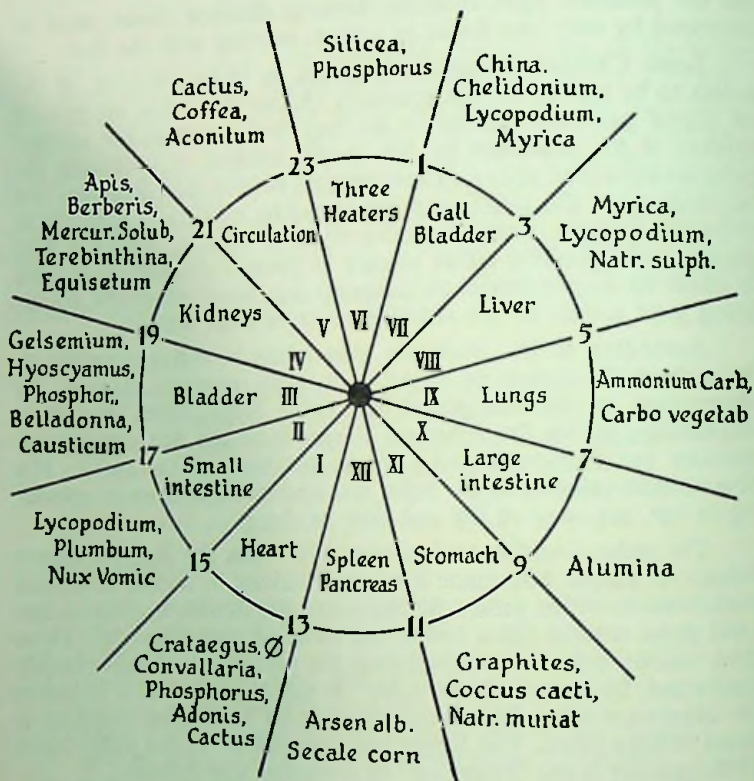 Silicea,
Phosphorus
China.
Chelidonium,
Lycopodium,
Myrica
Myrica,
Lycopodium,
Natr. sulph.
Ammonium Carb,
Carbo vegetab
Alumina
Graphites,
Coccus cacti,
Natr. muriat
Arsen alb.
Secale corn
Crataegus, Ø
Convallaria,
Phosphorus,
Adonis,
Cactus
Lycopodium,
Plumbum,
Nux Vomic
Gelsemium,
Hyoscyamus,
Phosphor.,
Belladonna,
Causticum
Apis,
Berberis,
Mercur. Solub,
Terebinthina,
Equisetum
Cactus,
Coffea,
Aconitum
23
1
3
5
7
9
11
13
15
17
19
21
Three
Heaters
Gall
Bladder
Liver
Lungs
Large
intestine
Stomach
Spleen
Pancreas
Heart
Small
intestine
Bladder
Kidneys
Circulation
VI
VII
VIII
IX
X
XI
XII
I
II
III
IV
V